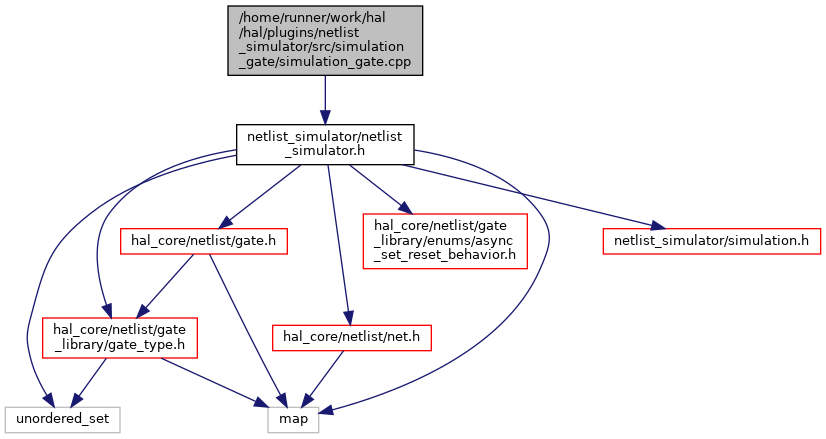 /home/runner/work/hal
/hal/plugins/netlist
_simulator/src/simulation
_gate/simulation_gate.cpp
netlist_simulator/netlist
_simulator.h
hal_core/netlist/gate.h
hal_core/netlist/gate
_library/enums/async
_set_reset_behavior.h
netlist_simulator/simulation.h
hal_core/netlist/gate
_library/gate_type.h
hal_core/netlist/net.h
unordered_set
map